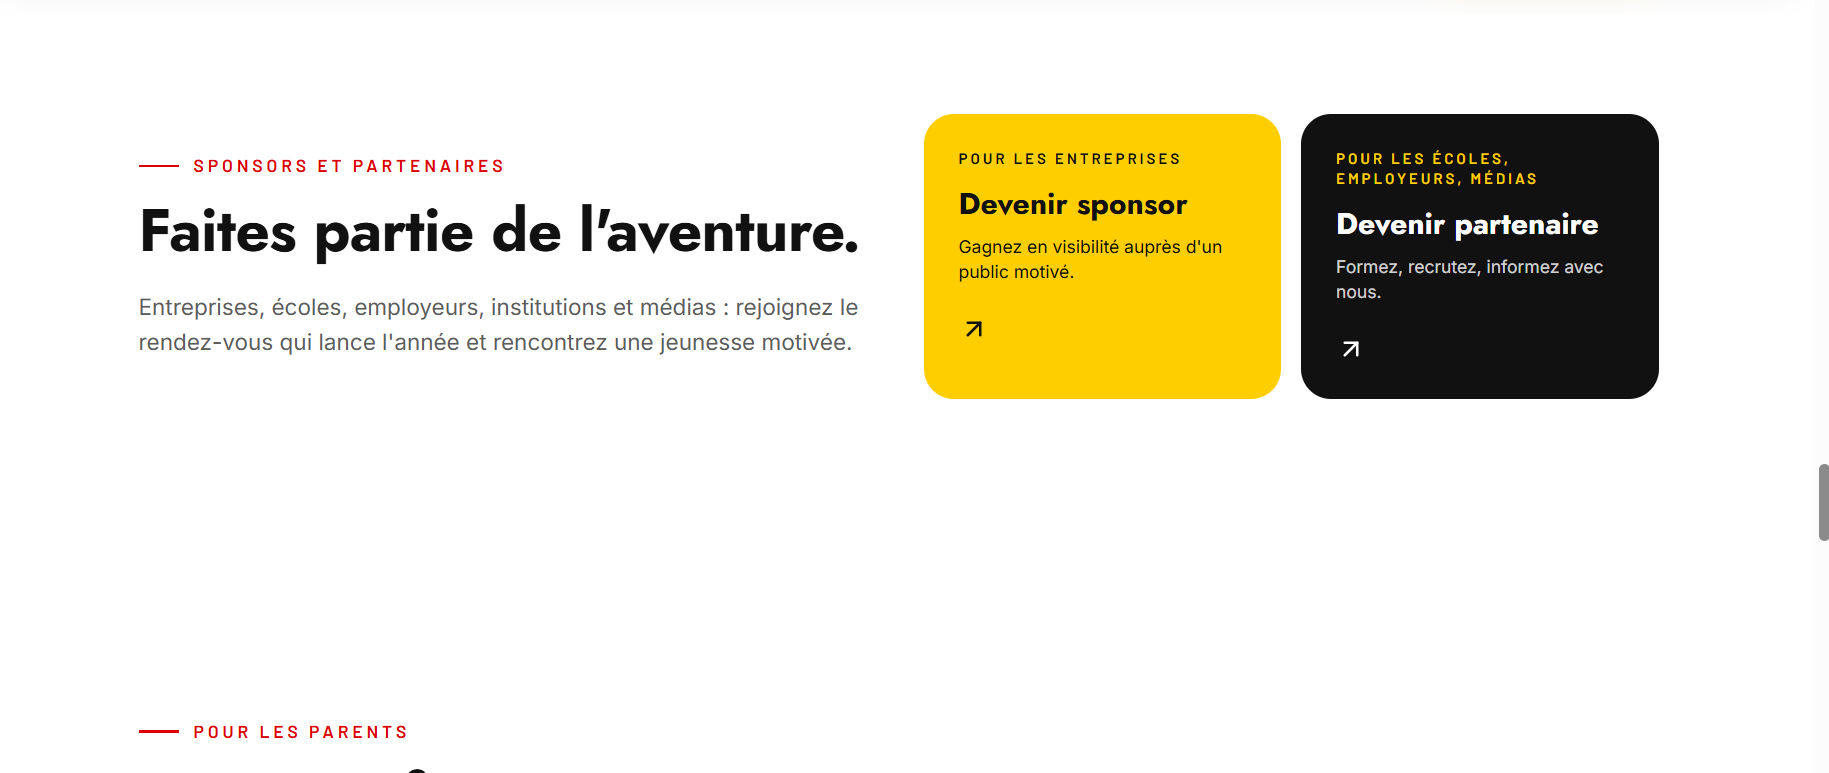 SPONSORS ET PARTENAIRES
Faites partie de l'aventure.
Entreprises, écoles, employeurs, institutions et médias : rejoignez le
rendez-vous qui lance l'année et rencontrez une jeunesse motivée.
POUR LES ENTREPRISES
Devenir sponsor
Gagnez en visibilité auprès d'un
public motivé.
POUR LES ÉCOLES,
EMPLOYEURS, MÉDIAS
Devenir partenaire
Formez, recrutez, informez avec
nous.
POUR LES PARENTS